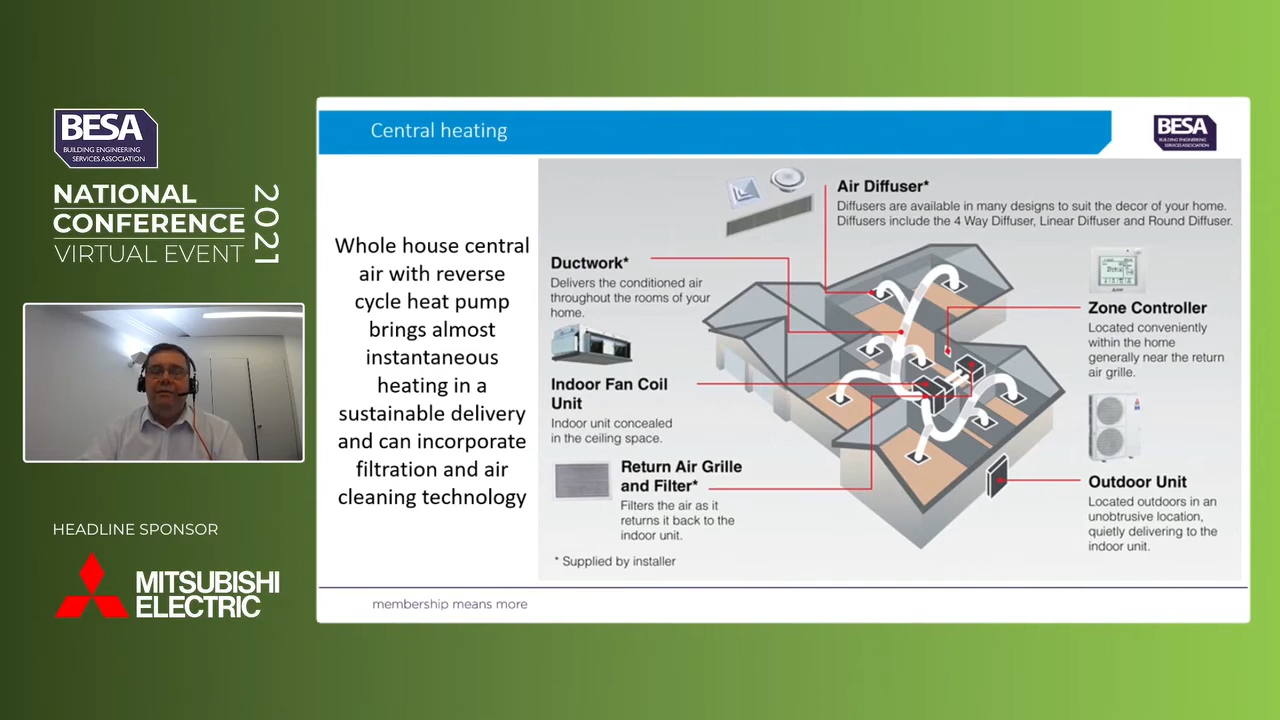 BESA
BUILDING ENGINEERING
SERVICES ASSOCIATION
NATIONAL
CONFERENCE
VIRTUAL EVENT
2021
HEADLINE SPONSOR
MITSUBISHI
ELECTRIC
Central heating
BESA
BUILDING ENGINEERING
SERVICES ASSOCIATION
Whole house central
air with reverse
cycle heat pump
brings almost
instantaneous
heating in a
sustainable delivery
and can incorporate
filtration and air
cleaning technology
Air Diffuser*
Diffusers are available in many designs to suit the decor of your home.
Diffusers include the 4 Way Diffuser, Linear Diffuser and Round Diffuser.
Ductwork*
Delivers the conditioned air
throughout the rooms of your
home.
Indoor Fan Coil
Unit
Indoor unit concealed
in the ceiling space.
Return Air Grille
and Filter*
Filters the air as it
returns it back to the
indoor unit.
* Supplied by installer
Zone Controller
Located conveniently
within the home
generally near the return
air grille.
Outdoor Unit
Located outdoors in an
unobtrusive location,
quietly delivering to the
indoor unit.
membership means more